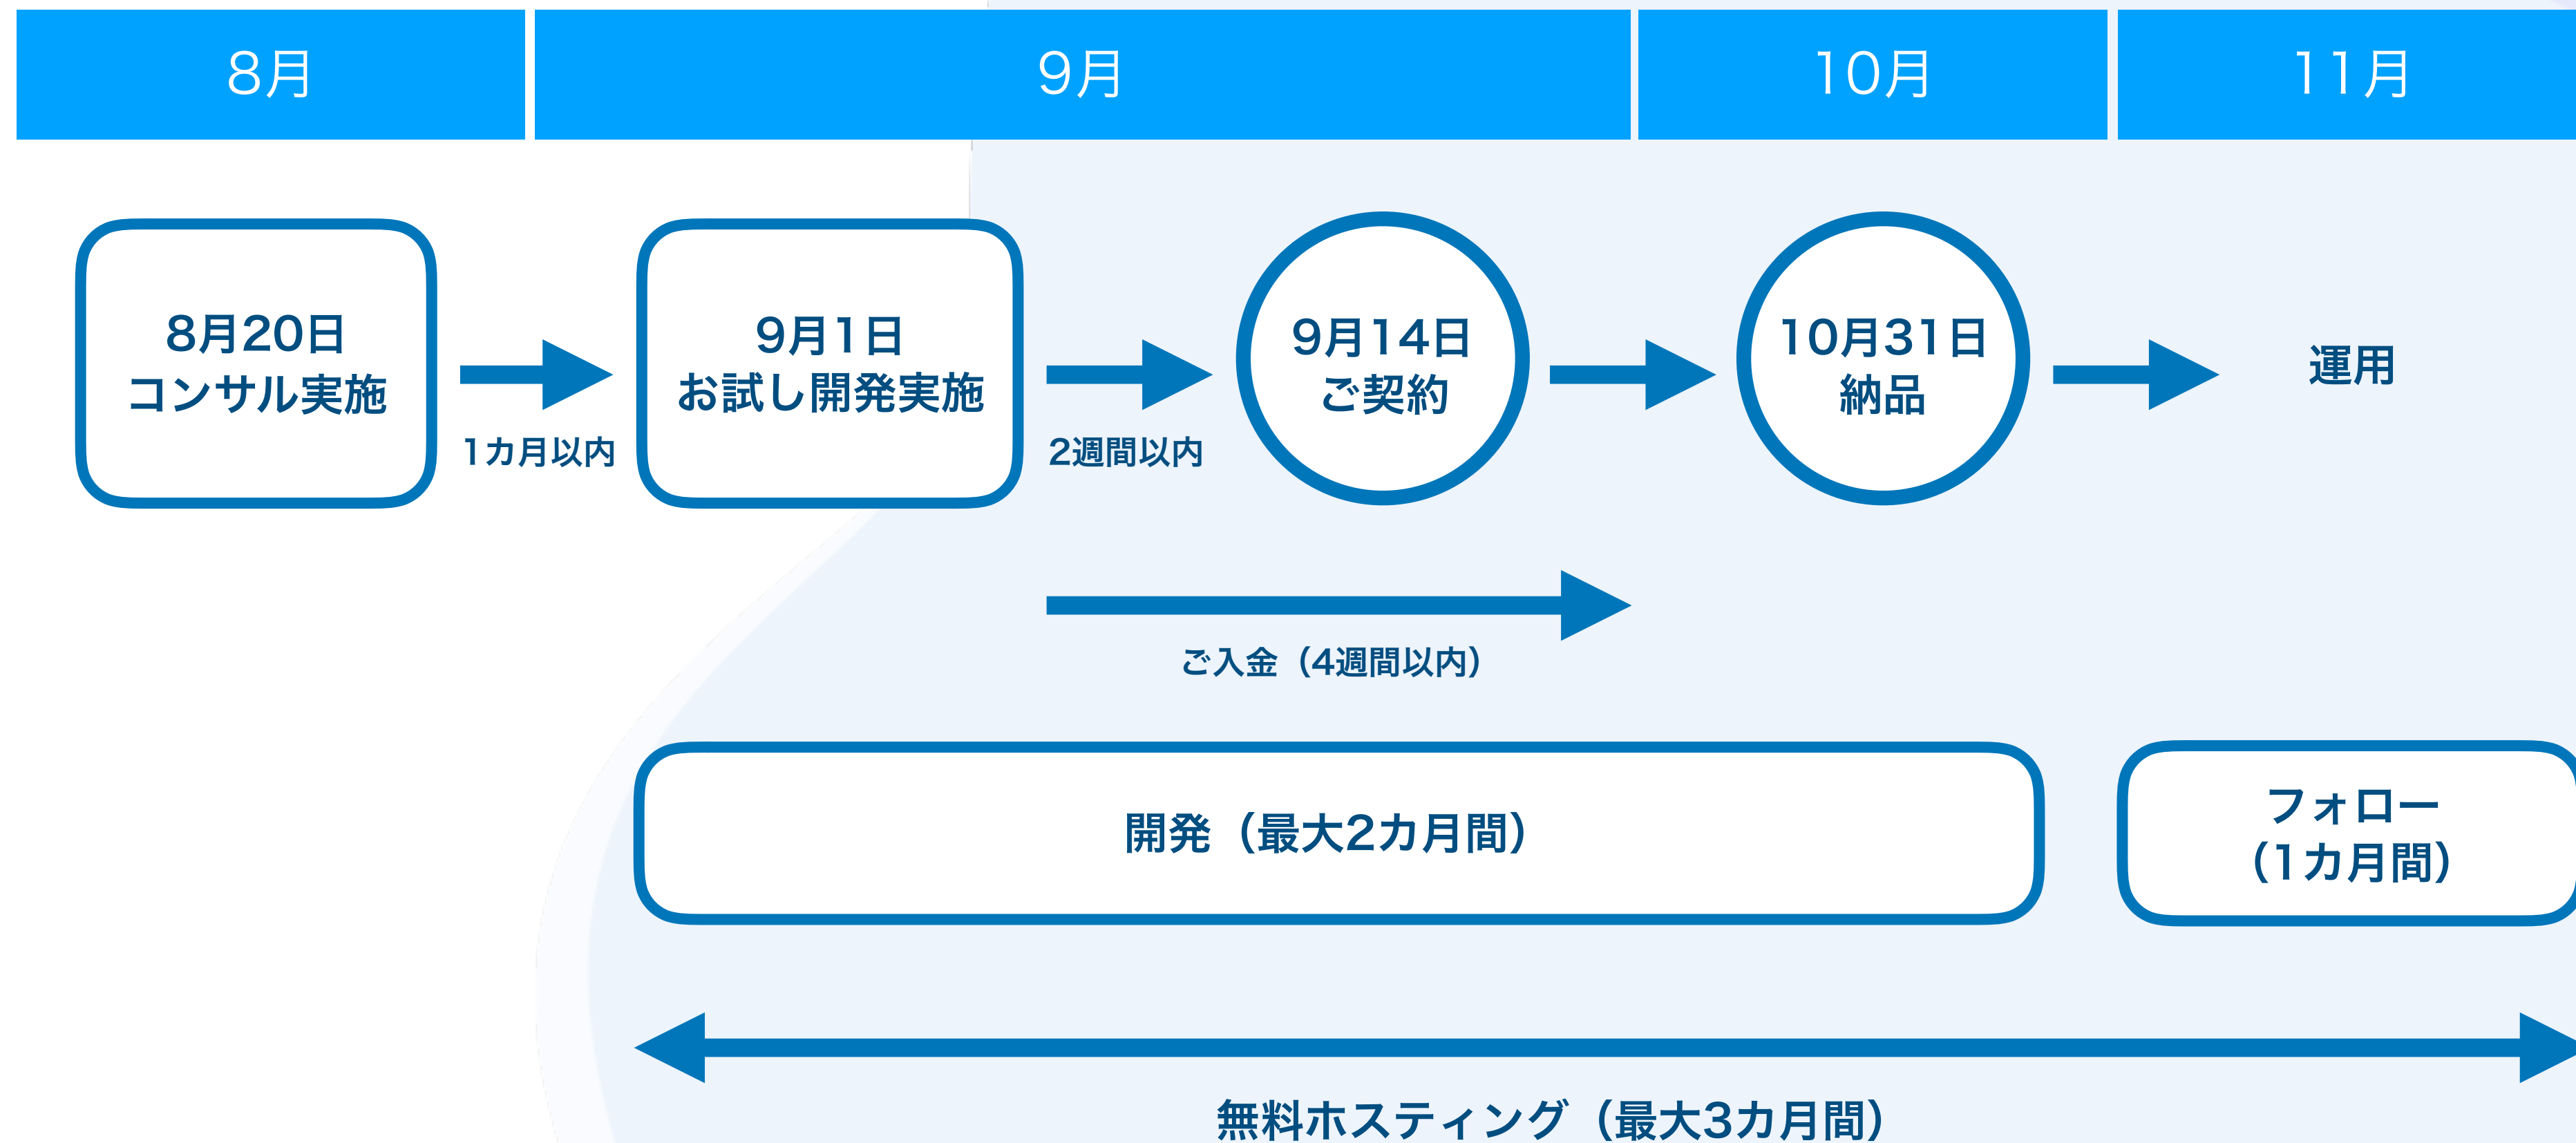 8月
9月
10月
11月
8月20日
コンサル実施
1カ月以内
9月1日
お試し開発実施
2週間以内
9月14日
ご契約
10月31日
納品
運用
ご入金（4週間以内）
開発（最大2カ月間）
フォロー
（1カ月間）
無料ホスティング（最大3カ月間）